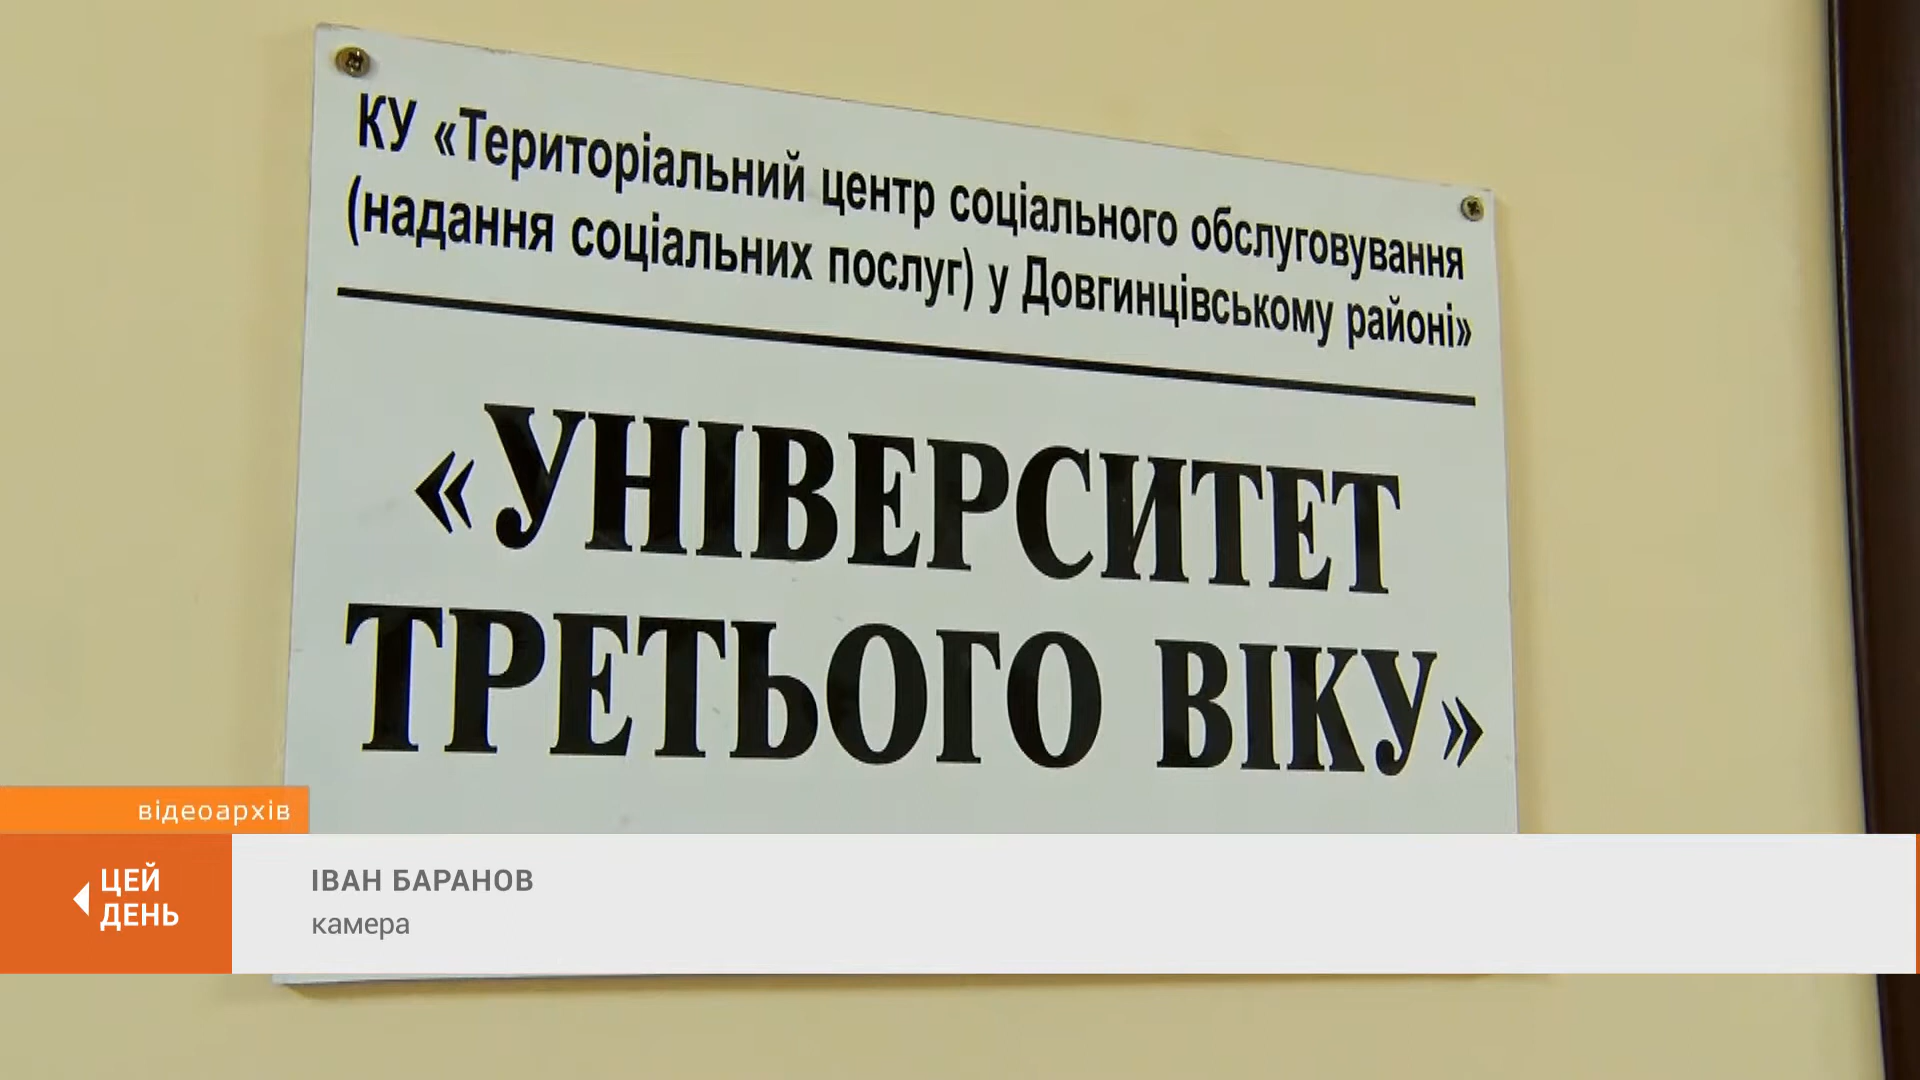 КУ «Територіальний центр соціального обслуговування
(надання соціальних послуг) у Довгинцівському районі»
«УНІВЕРСИТЕТ
ТРЕТЬОГО ВІКУ»
відеоархів
ЦЕЙ
ДЕНЬ
ІВАН БАРАНОВ
камера